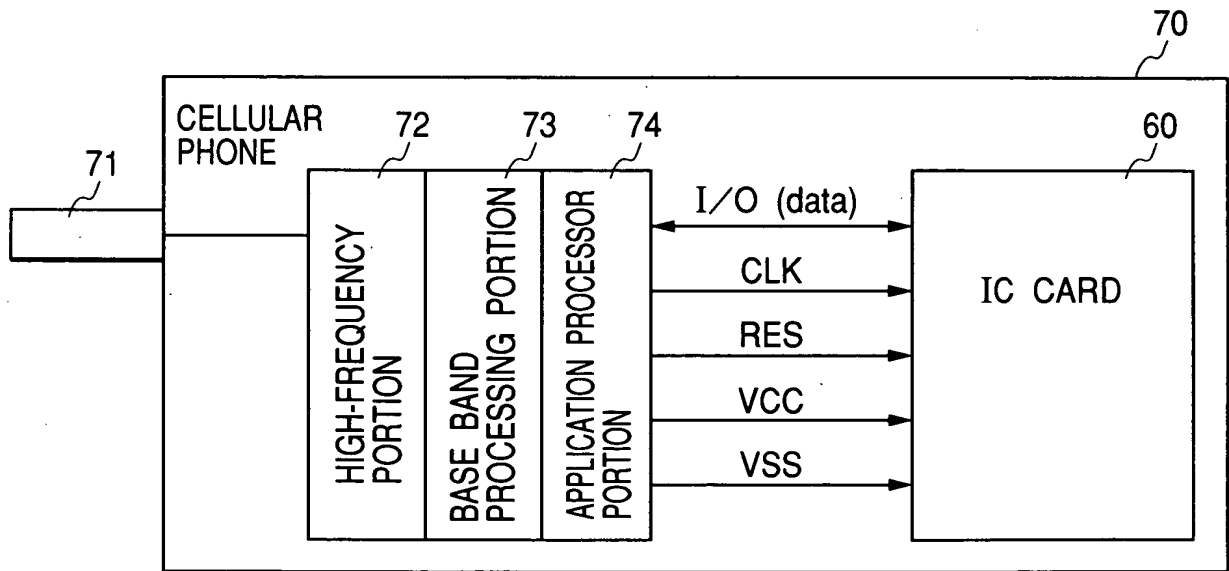 70
CELLULAR
PHONE
71
72
73
74
60
HIGH-FREQUENCY
PORTION
BASE BAND
PROCESSING PORTION
APPLICATION PROCESSOR
PORTION
I/O (data)
CLK
RES
VCC
VSS
IC CARD